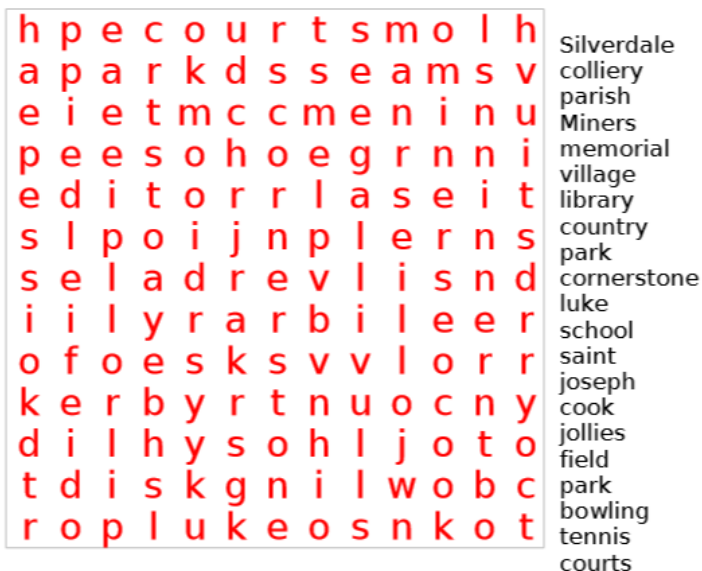 h p e c o u r t s m o l h
a p a r k d s s e a m s v
e i e t m c c m e n i n u
p e e s o h o e g r n n i
e d i t o r r l a s e i t
s l p o i j n p l e r n s
s e l a d r e v l i s n d
i i l y r a r b i l e e r
o f o e s k s v v l o r r
k e r b y r t n u o c n y
d i l h y s o h l j o t o
t d i s k g n i l w o b c
r o p l u k e o s n k o t
Silverdale
colliery
parish
Miners
memorial
village
library
country
park
cornerstone
luke
school
saint
joseph
cook
jollies
field
park
bowling
tennis
courts